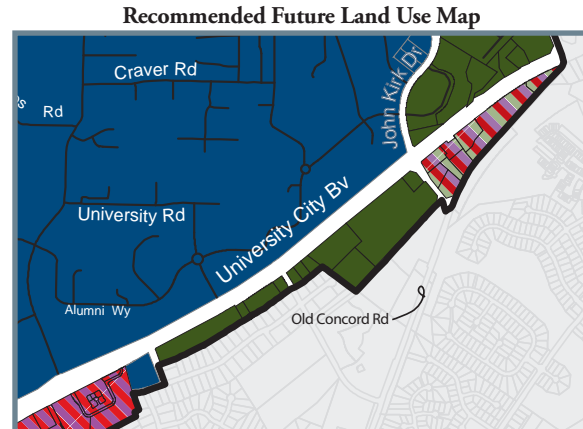 Recommended Future Land Use Map
Craver Rd
John Kirk Dr
Rd
University Rd
University City Bv
Alumni Wy
Old Concord Rd